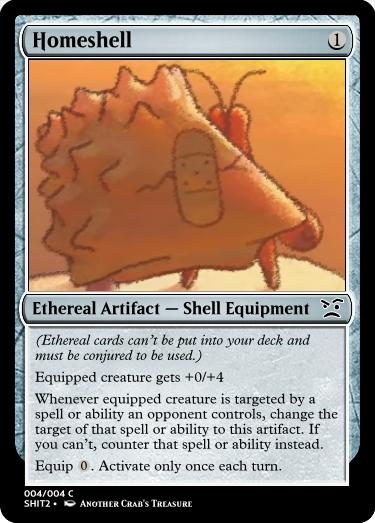 Homeshell 1
Ethereal Artifact — Shell Equipment
(Ethereal cards can't be put into your deck and
must be conjured to be used.)
Equipped creature gets +0/+4
Whenever equipped creature is targeted by a
spell or ability an opponent controls, change the
target of that spell or ability to this artifact. If
you can't, counter that spell or ability instead.
Equip 0. Activate only once each turn.
004/004 C
SHIT2 • Another Crab's Treasure